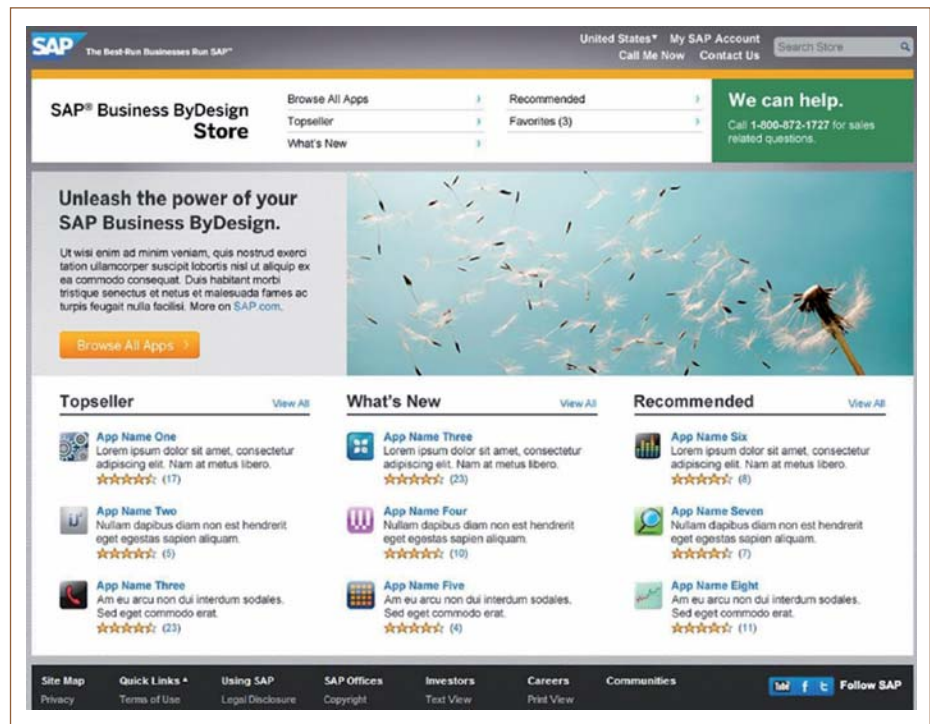 SAP The Best-Run Businesses Run SAP™
United States▾ My SAP Account
Call Me Now Contact Us
Search Store
SAP® Business ByDesign
Store
Browse All Apps
Topseller
What's New
Recommended
Favorites (3)
We can help.
Call 1-800-872-1727 for sales
related questions.
Unleash the power of your
SAP Business ByDesign.
Ut wisi enim ad minim veniam, quis nostrud exerci
tation ullamcorper suscipit lobortis nisl ut aliquip ex
ea commodo consequat. Duis habitant morbi
tristique senectus et netus et malesuada fames ac
turpis feugait nulla facilisi. More on SAP.com.
Browse All Apps
Topseller View All
App Name One
Lorem ipsum dolor sit amet, consectetur
adipiscing elit. Nam at metus libero.
(17)
App Name Two
Nullam dapibus diam non est hendrerit
eget egestas sapien aliquam.
(5)
App Name Three
Am eu arcu non dui interdum sodales.
Sed eget commodo erat.
(23)
What's New View All
App Name Three
Lorem ipsum dolor sit amet, consectetur
adipiscing elit. Nam at metus libero.
(23)
App Name Four
Nullam dapibus diam non est hendrerit
eget egestas sapien aliquam.
(10)
App Name Five
Am eu arcu non dui interdum sodales.
Sed eget commodo erat.
(4)
Recommended View All
App Name Six
Lorem ipsum dolor sit amet, consectetur
adipiscing elit. Nam at metus libero.
(8)
App Name Seven
Nullam dapibus diam non est hendrerit
eget egestas sapien aliquam.
(7)
App Name Eight
Am eu arcu non dui interdum sodales.
Sed eget commodo erat.
(11)
Site Map Quick Links Using SAP SAP Offices Investors Careers Communities
Privacy Terms of Use Legal Disclosure Copyright Text View Print View
Follow SAP